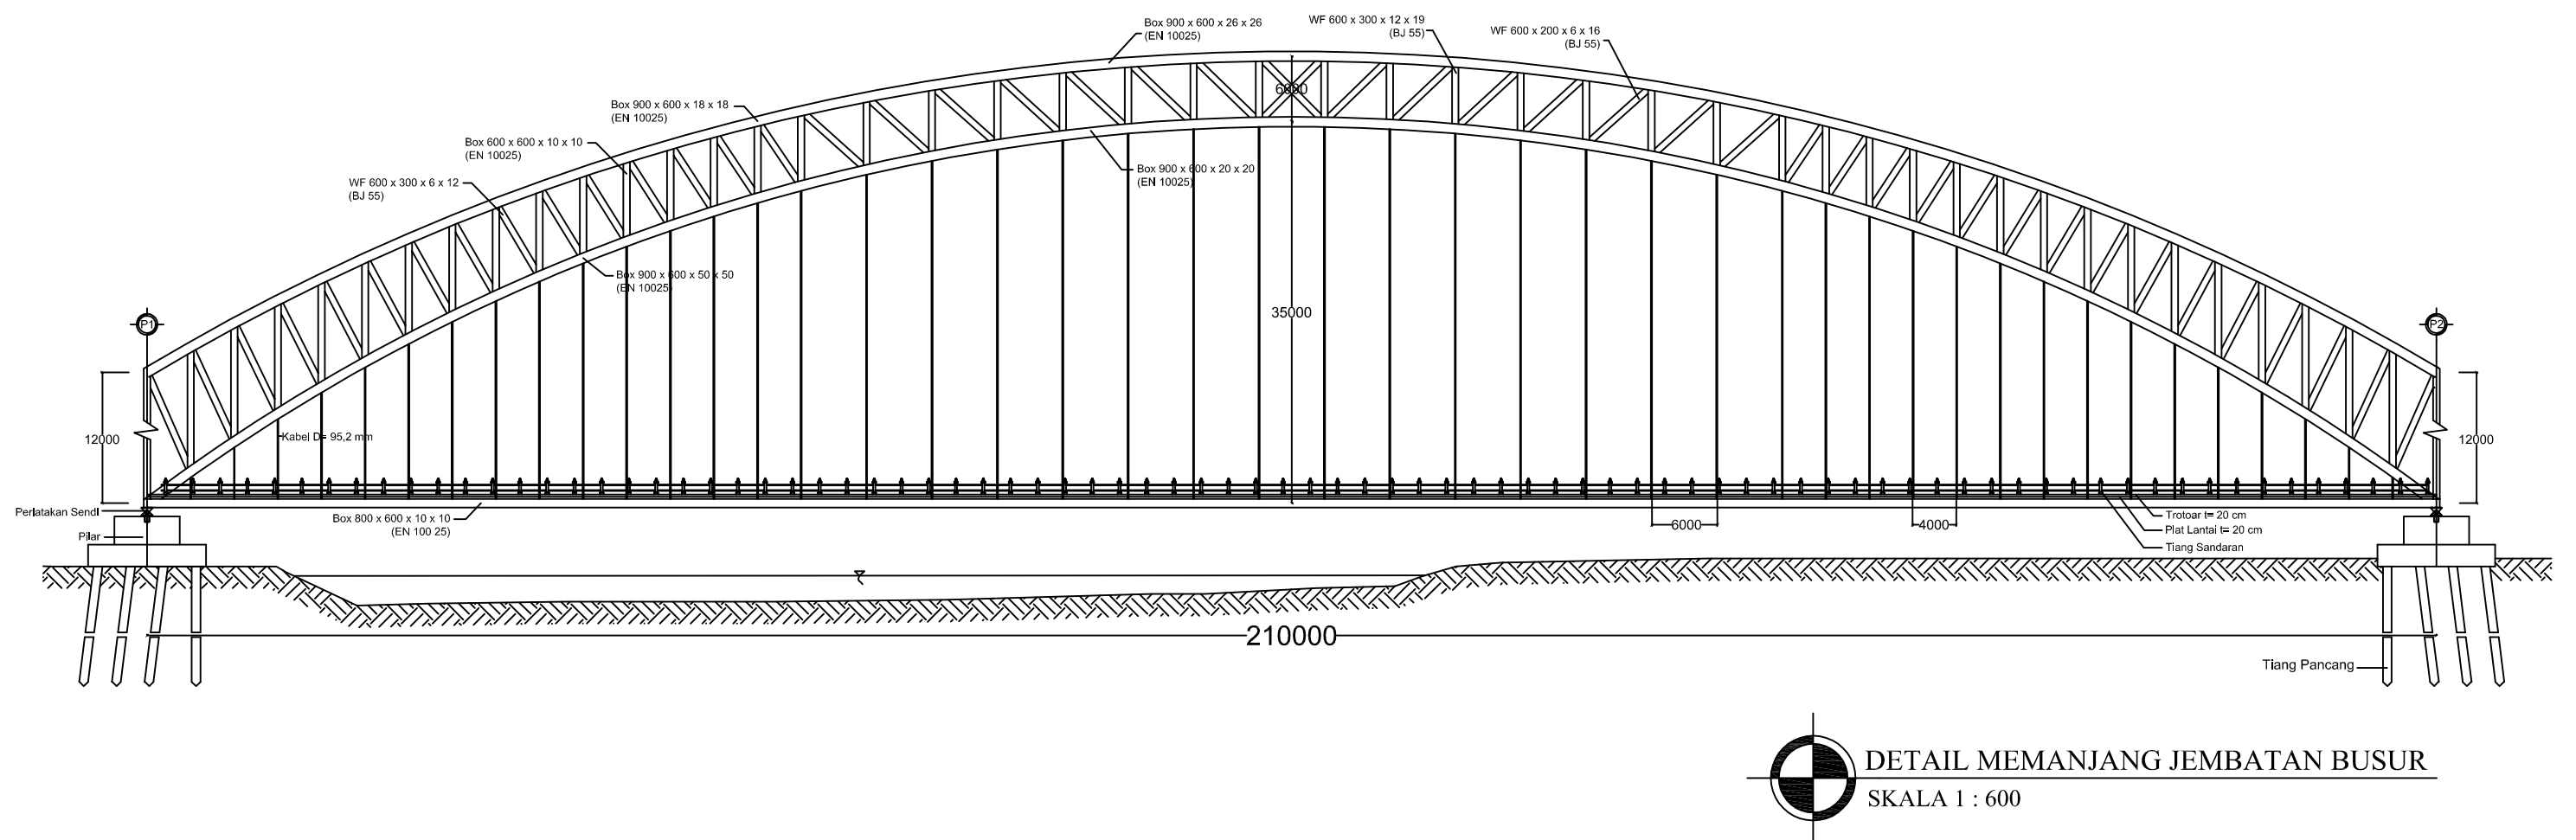 Box 900 x 600 x 26 x 26
(EN 10025)
WF 600 x 300 x 12 x 19
(BJ 55)
WF 600 x 200 x 6 x 16
(BJ 55)
Box 900 x 600 x 18 x 18
(EN 10025)
6000
Box 600 x 600 x 10 x 10
(EN 10025)
Box 900 x 600 x 20 x 20
(EN 10025)
WF 600 x 300 x 6 x 12
(BJ 55)
Box 900 x 600 x 50 x 50
(EN 10025)
35000
P1
P2
12000
Kabel D= 95,2 mm
12000
Perlatakan Sendi
Box 800 x 600 x 10 x 10
(EN 100 25)
6000
4000
Trotoar t= 20 cm
Plat Lantai t= 20 cm
Tiang Sandaran
Pilar
210000
Tiang Pancang
DETAIL MEMANJANG JEMBATAN BUSUR
SKALA 1 : 600